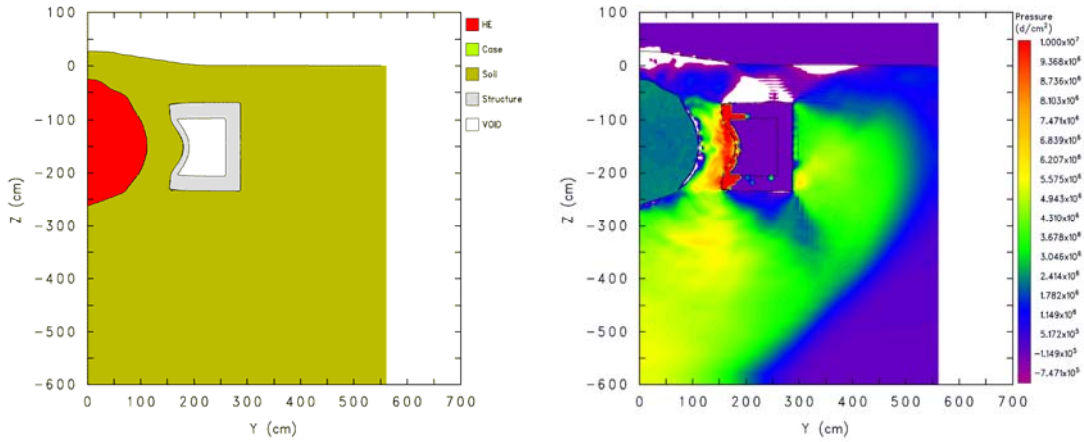 HE
Case
Soil
Structure
VOID
0
-100
-200
-300
-400
-500
-600
Z (cm)
0 100 200 300 400 500 600 700
Y (cm)
Pressure
(d/cm²)
1.000x10⁷
9.368x10⁶
8.736x10⁶
8.103x10⁶
7.471x10⁶
6.839x10⁶
6.207x10⁶
5.575x10⁶
4.943x10⁶
4.310x10⁶
3.678x10⁶
3.046x10⁶
2.414x10⁶
1.782x10⁶
1.149x10⁶
5.172x10⁵
-1.149x10⁵
-7.471x10⁵
0
-100
-200
-300
-400
-500
-600
Z (cm)
0 100 200 300 400 500 600 700
Y (cm)